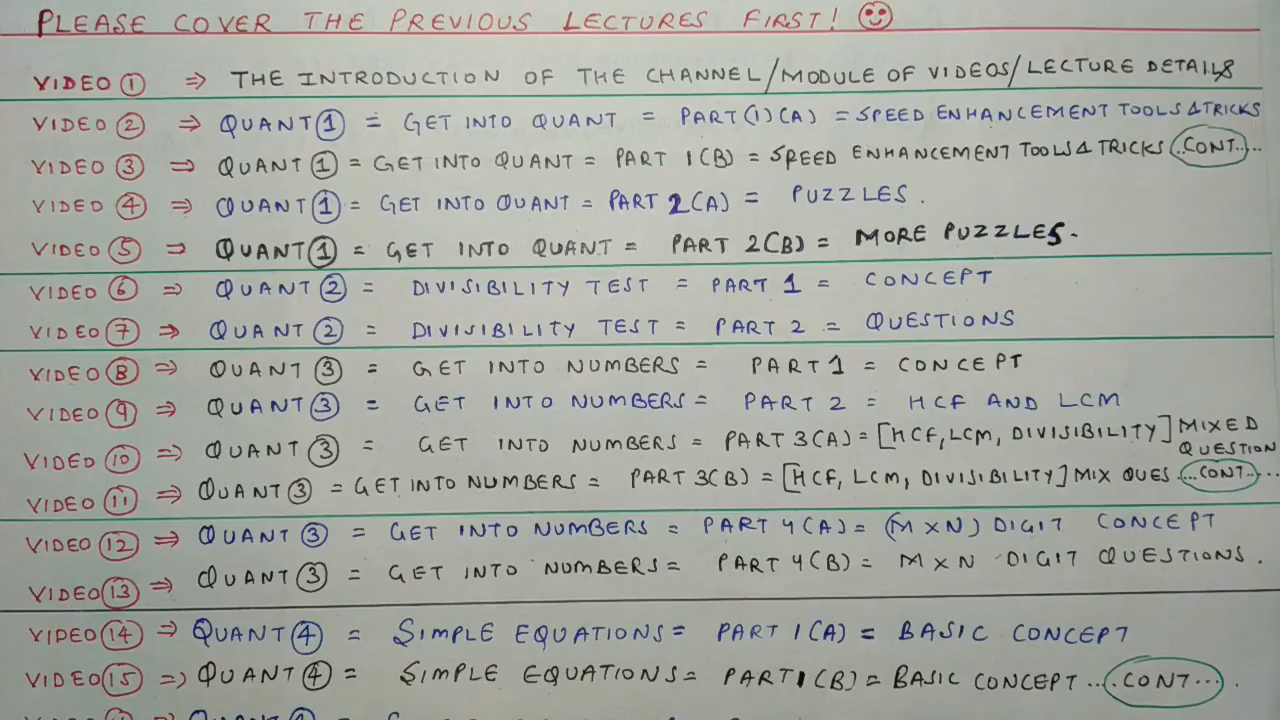 PLEASE COVER THE PREVIOUS LECTURES FIRST!
VIDEO ① ⇒ THE INTRODUCTION OF THE CHANNEL/MODULE OF VIDEOS/LECTURE DETAILS
VIDEO ② ⇒ QUANT ① = GET INTO QUANT = PART (1)(A) = SPEED ENHANCEMENT TOOLS & TRICKS
VIDEO ③ ⇒ QUANT ① = GET INTO QUANT = PART 1(B) = SPEED ENHANCEMENT TOOLS & TRICKS ..CONT.....
VIDEO ④ ⇒ QUANT ① = GET INTO QUANT = PART 2(A) = PUZZLES.
VIDEO ⑤ ⇒ QUANT ① = GET INTO QUANT = PART 2(B) = MORE PUZZLES.
VIDEO ⑥ ⇒ QUANT ② = DIVISIBILITY TEST = PART 1 = CONCEPT
VIDEO ⑦ ⇒ QUANT ② = DIVISIBILITY TEST = PART 2 = QUESTIONS
VIDEO ⑧ ⇒ QUANT ③ = GET INTO NUMBERS = PART 1 = CONCEPT
VIDEO ⑨ ⇒ QUANT ③ = GET INTO NUMBERS = PART 2 = HCF AND LCM
VIDEO ⑩ ⇒ QUANT ③ = GET INTO NUMBERS = PART 3(A) = [HCF, LCM, DIVISIBILITY] MIXED QUESTION
VIDEO ⑪ ⇒ QUANT ③ = GET INTO NUMBERS = PART 3(B) = [HCF, LCM, DIVISIBILITY] MIX QUES ...CONT.....
VIDEO ⑫ ⇒ QUANT ③ = GET INTO NUMBERS = PART 4(A) = (M X N) DIGIT CONCEPT
VIDEO ⑬ ⇒ QUANT ③ = GET INTO NUMBERS = PART 4(B) = M X N DIGIT QUESTIONS.
VIDEO ⑭ ⇒ QUANT ④ = SIMPLE EQUATIONS = PART 1(A) = BASIC CONCEPT
VIDEO ⑮ ⇒ QUANT ④ = SIMPLE EQUATIONS = PART 1(B) = BASIC CONCEPT ....CONT....